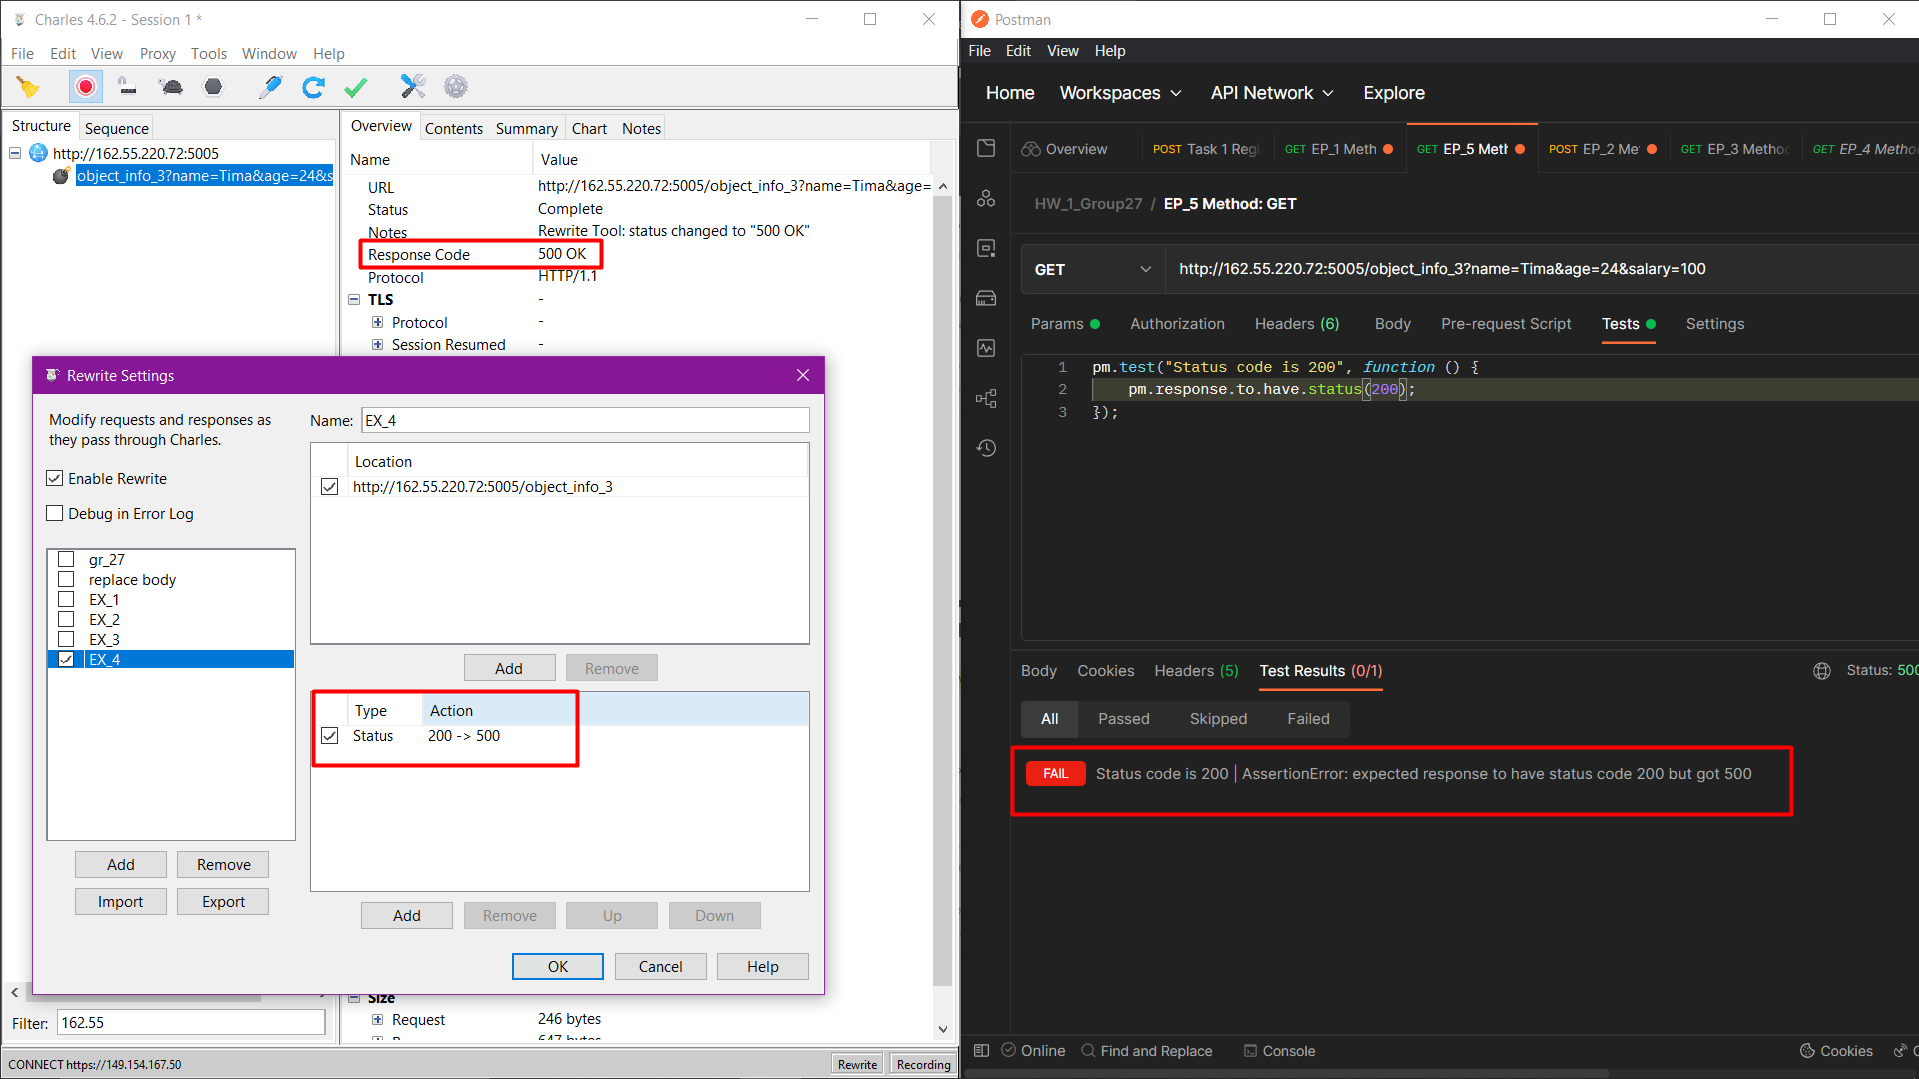 Charles 4.6.2 - Session 1 *
File Edit View Proxy Tools Window Help
Structure Sequence
http://162.55.220.72:5005
object_info_3?name=Tima&age=24&s
Overview Contents Summary Chart Notes
Name Value
URL http://162.55.220.72:5005/object_info_3?name=Tima&age=
Status Complete
Notes Rewrite Tool: status changed to "500 OK"
Response Code 500 OK
Protocol HTTP/1.1
TLS -
Protocol -
Session Resumed -
Rewrite Settings
Modify requests and responses as
they pass through Charles.
Enable Rewrite
Debug in Error Log
gr_27
replace body
EX_1
EX_2
EX_3
EX_4
Add Remove
Import Export
Name: EX_4
Location
http://162.55.220.72:5005/object_info_3
Add Remove
Type Action
Status 200 -> 500
Add Remove Up Down
OK Cancel Help
Size
Request 246 bytes
Filter: 162.55
CONNECT https://149.154.167.50
Rewrite Recording
Postman
File Edit View Help
Home Workspaces API Network Explore
Overview POST Task 1 Regi GET EP_1 Meth GET EP_5 Meth POST EP_2 Me GET EP_3 Metho GET EP_4 Metho
HW_1_Group27 / EP_5 Method: GET
GET http://162.55.220.72:5005/object_info_3?name=Tima&age=24&salary=100
Params Authorization Headers (6) Body Pre-request Script Tests Settings
1 pm.test("Status code is 200", function () {
2 pm.response.to.have.status(200);
3 });
Body Cookies Headers (5) Test Results (0/1) Status: 500
All Passed Skipped Failed
FAIL Status code is 200 | AssertionError: expected response to have status code 200 but got 500
Online Find and Replace Console Cookies